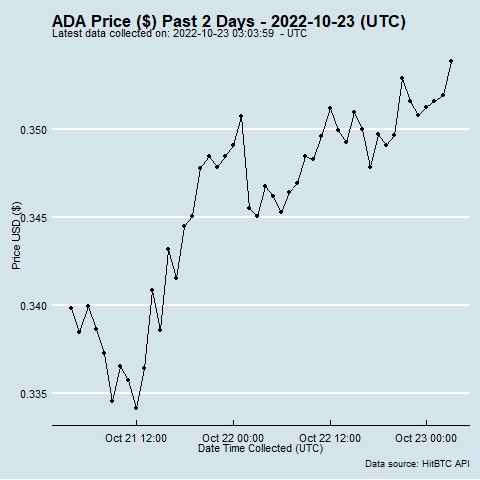 ADA Price ($) Past 2 Days - 2022-10-23 (UTC)
Latest data collected on: 2022-10-23 03:03:59 - UTC
Price USD ($)
0.350
0.345
0.340
0.335
Oct 21 12:00 Oct 22 00:00 Oct 22 12:00 Oct 23 00:00
Date Time Collected (UTC)
Data source: HitBTC API